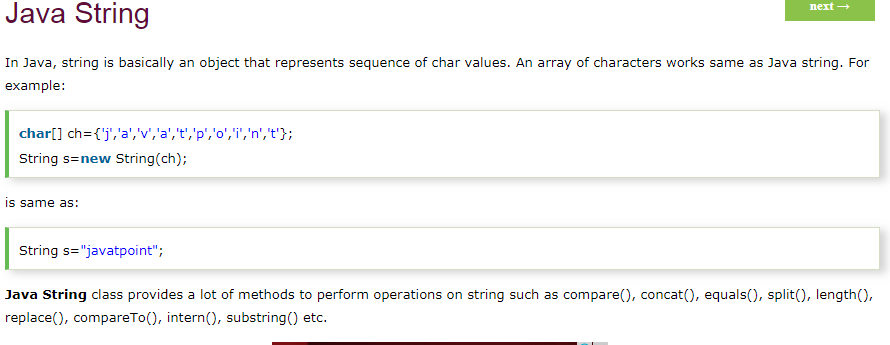 Java String
next →
In Java, string is basically an object that represents sequence of char values. An array of characters works same as Java string. For
example:
char[] ch={'j','a','v','a','t','p','o','i','n','t'};
String s=new String(ch);
is same as:
String s="javatpoint";
Java String class provides a lot of methods to perform operations on string such as compare(), concat(), equals(), split(), length(),
replace(), compareTo(), intern(), substring() etc.